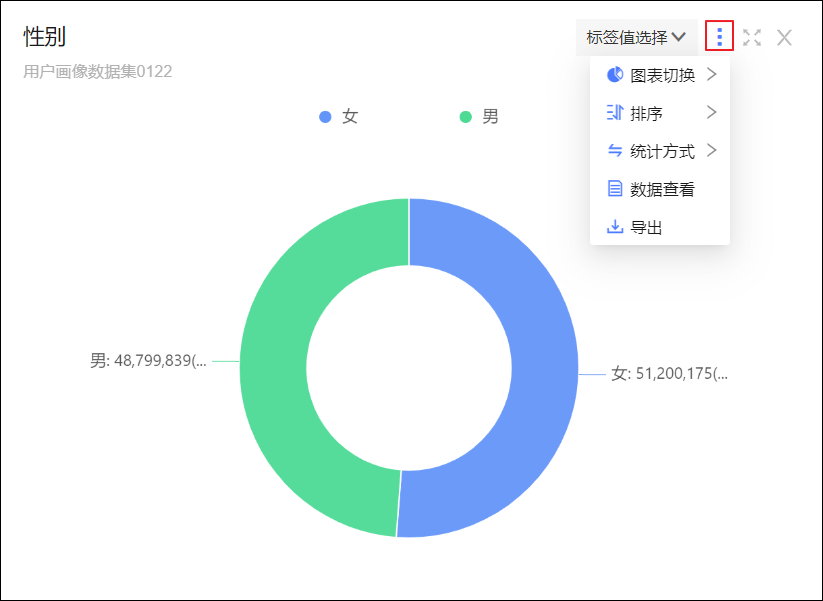 性别
标签值选择
用户画像数据集0122
图表切换
排序
统计方式
数据查看
导出
女
男
男: 48,799,839(...
女: 51,200,175(...